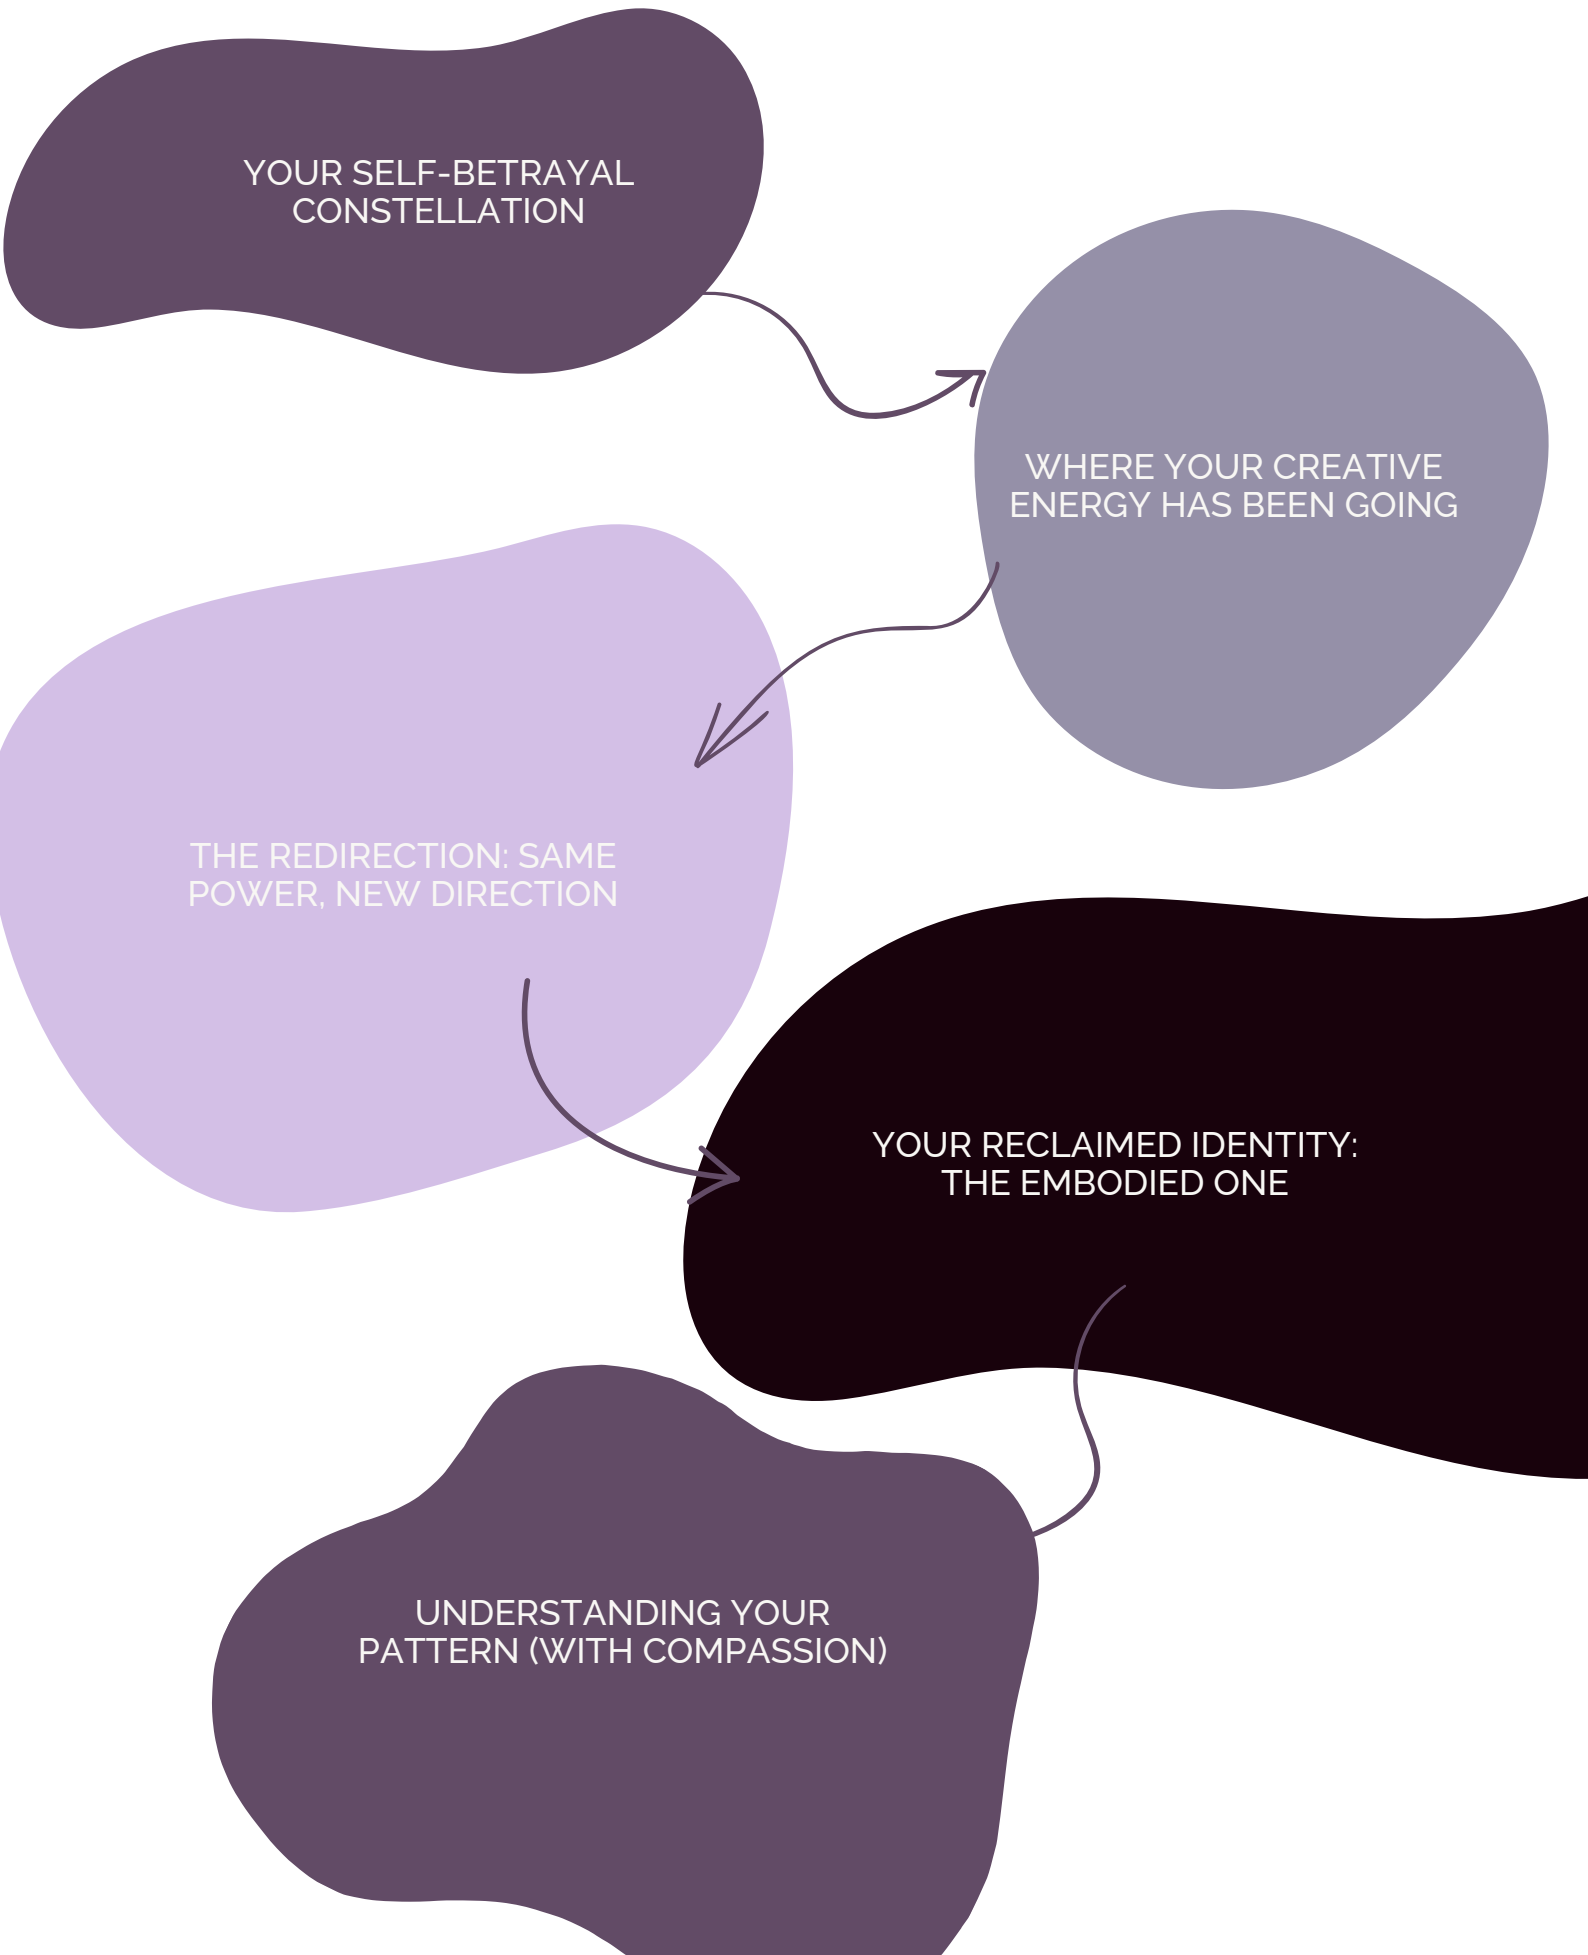 YOUR SELF-BETRAYAL
CONSTELLATION
WHERE YOUR CREATIVE
ENERGY HAS BEEN GOING
THE REDIRECTION: SAME
POWER, NEW DIRECTION
YOUR RECLAIMED IDENTITY:
THE EMBODIED ONE
UNDERSTANDING YOUR
PATTERN (WITH COMPASSION)